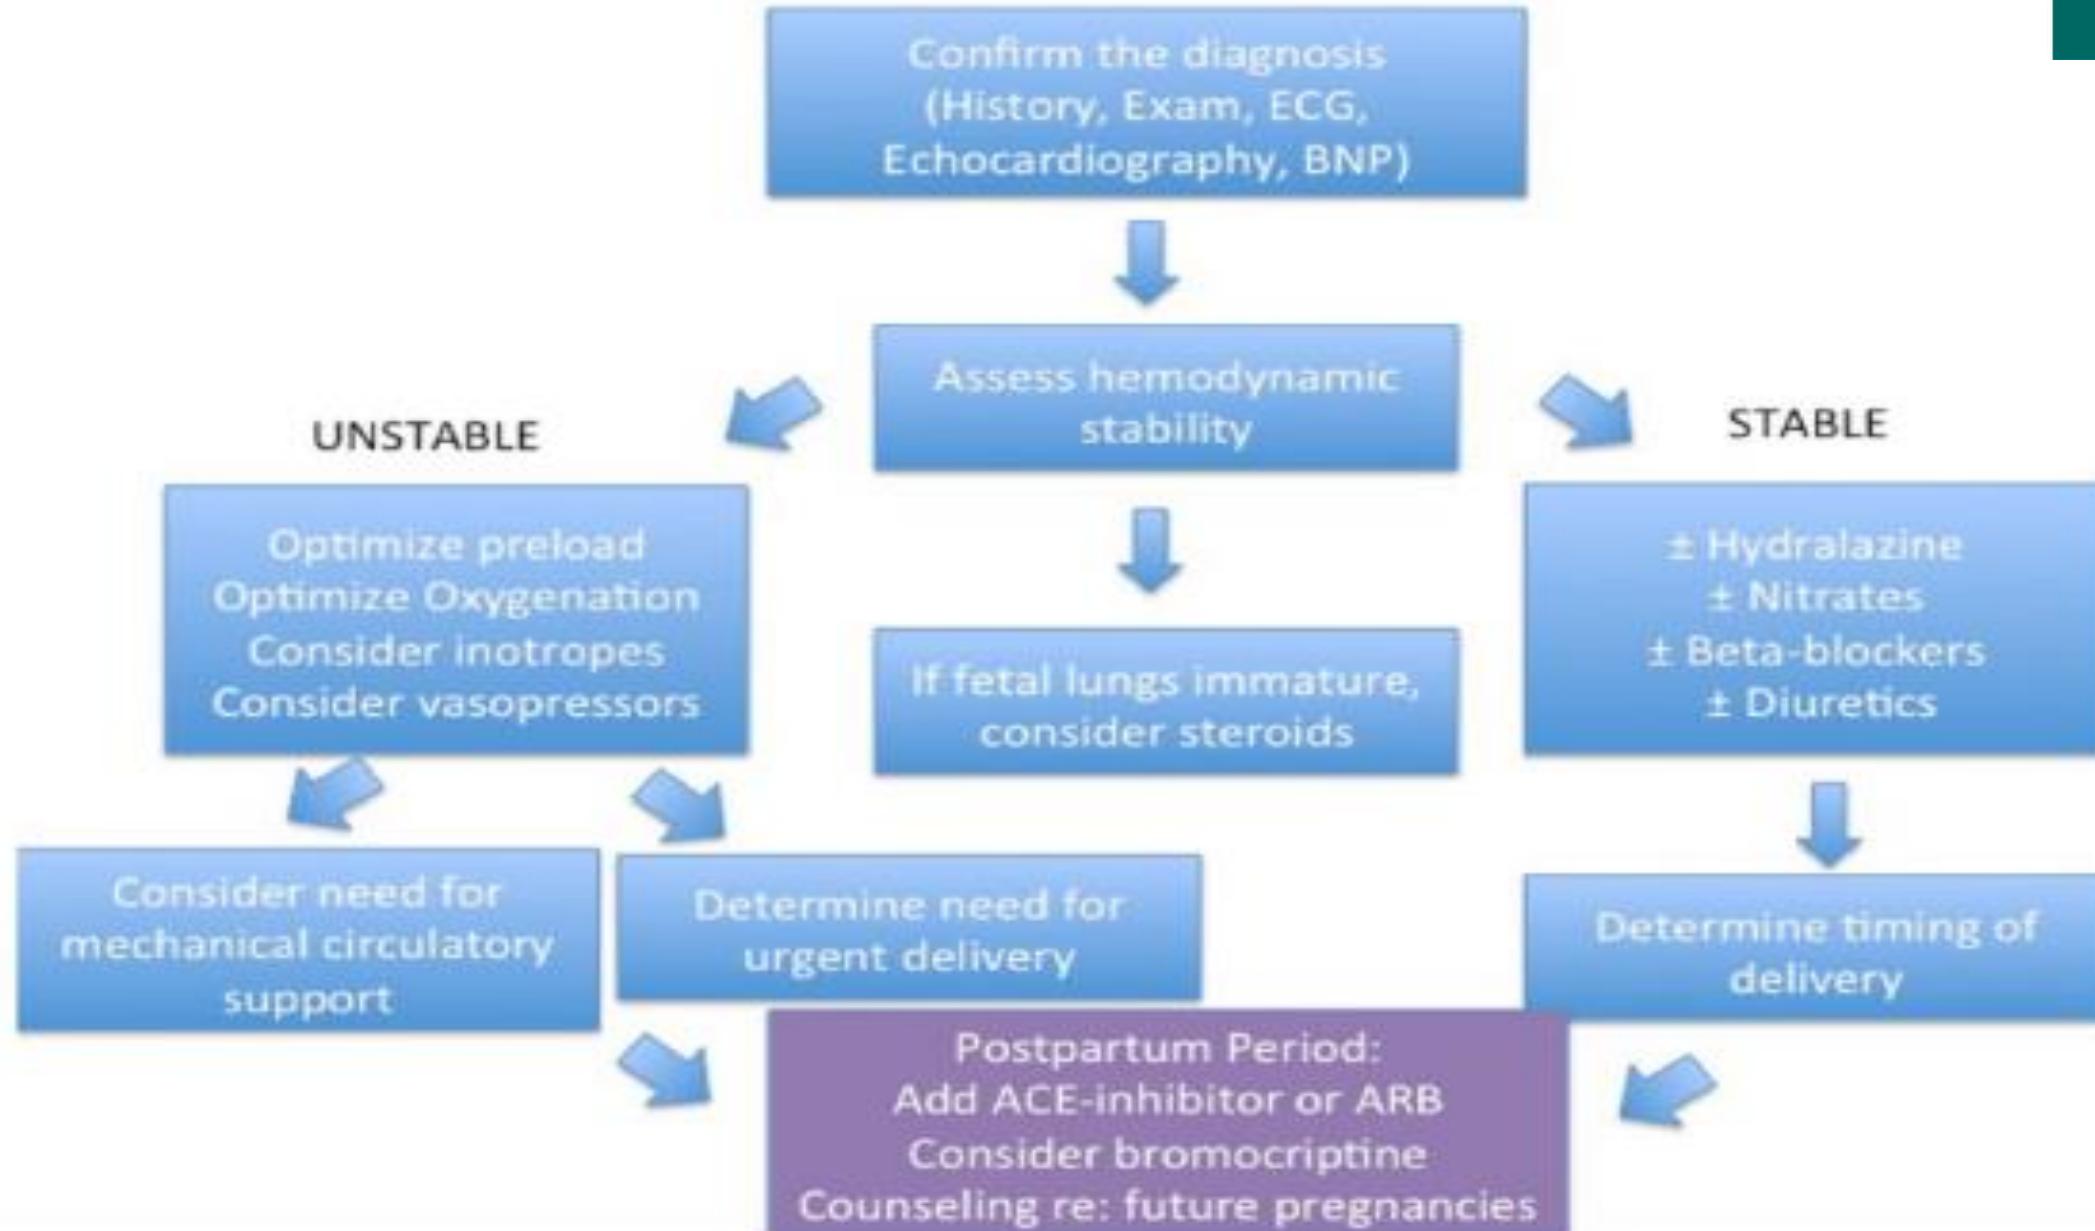 Confirm the diagnosis
(History, Exam, ECG,
Echocardiography, BNP)
Assess hemodynamic
stability
UNSTABLE
STABLE
Optimize preload
Optimize Oxygenation
Consider inotropes
Consider vasopressors
If fetal lungs immature,
consider steroids
± Hydralazine
± Nitrates
± Beta-blockers
± Diuretics
Consider need for
mechanical circulatory
support
Determine need for
urgent delivery
Determine timing of
delivery
Postpartum Period:
Add ACE-inhibitor or ARB
Consider bromocriptine
Counseling re: future pregnancies